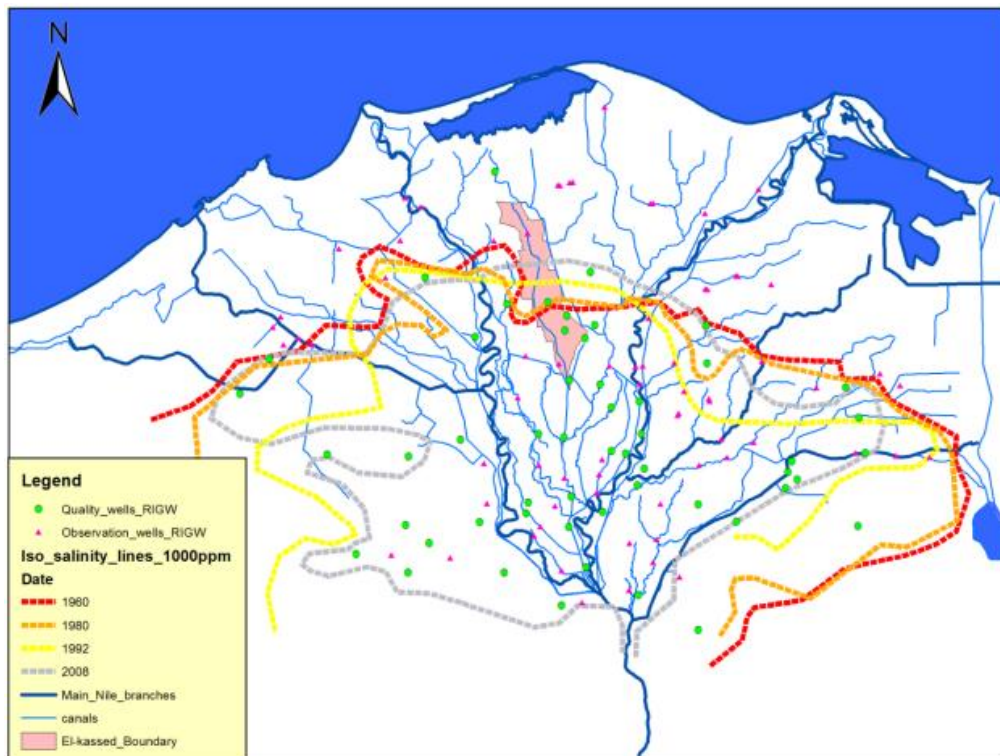 N
Legend
Quality_wells_RIGW
Observation_wells_RIGW
Iso_salinity_lines_1000ppm
Date
1960
1980
1992
2008
Main_Nile_branches
canals
El-kassed_Boundary